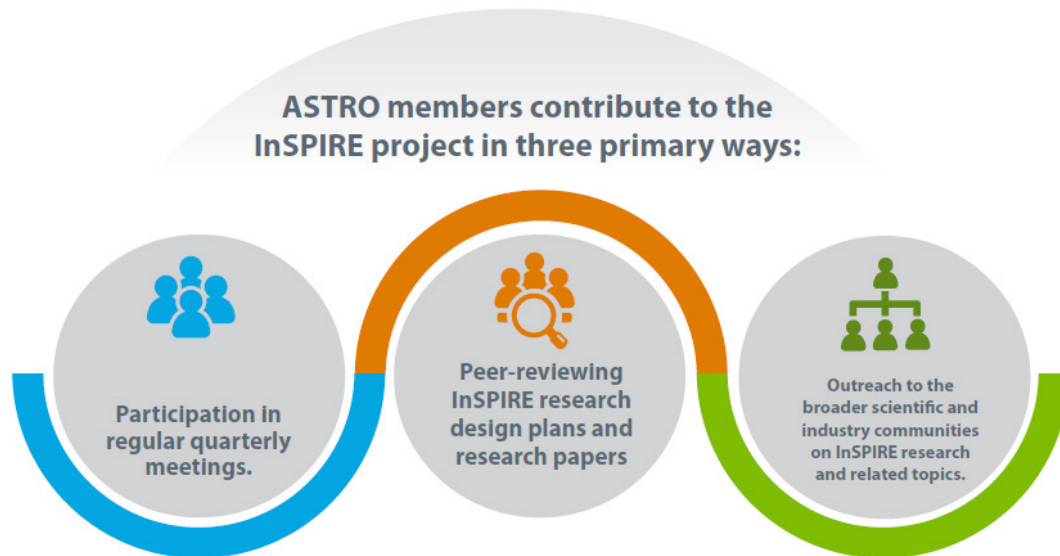 ASTRO members contribute to the
InSPIRE project in three primary ways:
Participation in
regular quarterly
meetings.
Peer-reviewing
InSPIRE research
design plans and
research papers
Outreach to the
broader scientific and
industry communities
on InSPIRE research
and related topics.